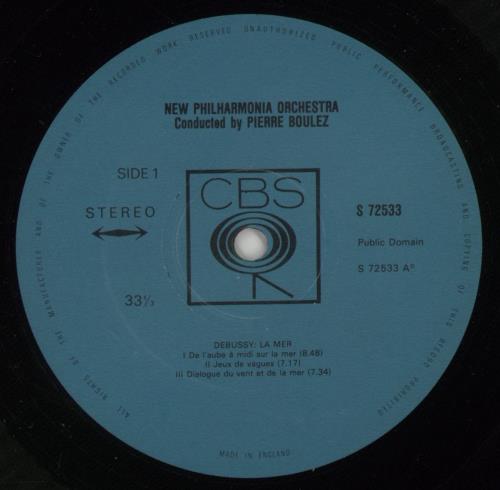 ALL RIGHTS OF THE MANUFACTURER AND OF THE OWNER OF THE RECORDED WORK RESERVED UNAUTHORIZED PUBLIC PERFORMANCE BROADCASTING AND COPYING OF THIS RECORD PROHIBITED
NEW PHILHARMONIA ORCHESTRA
Conducted by PIERRE BOULEZ
SIDE 1
CBS
STEREO
S 72533
Public Domain
S 72533 A
33⅓
DEBUSSY: LA MER
I De l'aube à midi sur la mer (8.48)
II Jeux de vagues (7.17)
III Dialogue du vent et de la mer (7.34)
MADE IN ENGLAND